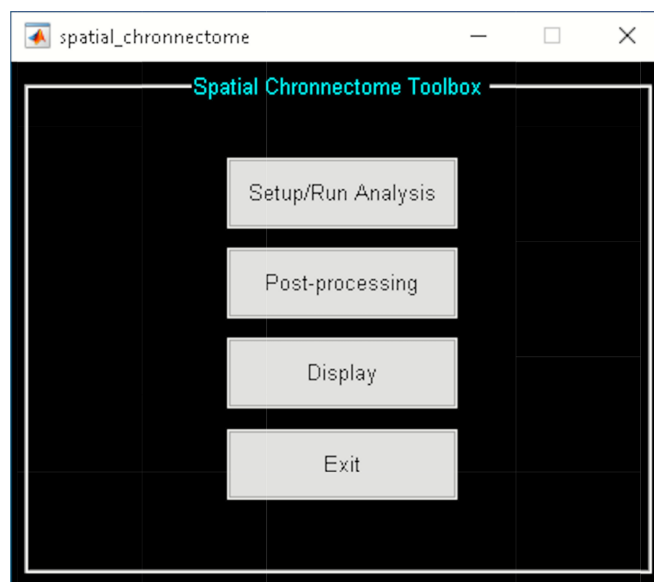 spatial_chronnectome
Spatial Chronnectome Toolbox
Setup/Run Analysis
Post-processing
Display
Exit